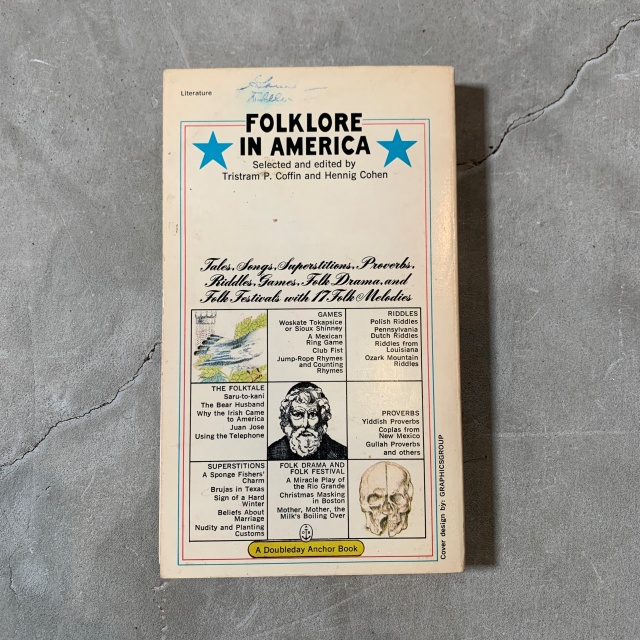 Literature
FOLKLORE
IN AMERICA
Selected and edited by
Tristram P. Coffin and Hennig Cohen
Tales, Songs, Superstitions, Proverbs,
Riddles, Games, Folk Drama, and
Folk Festivals with 17 Folk Melodies
GAMES
Woskate Tokapsice
or Sioux Shinney
A Mexican
Ring Game
Club Fist
Jump-Rope Rhymes
and Counting
Rhymes
RIDDLES
Polish Riddles
Pennsylvania
Dutch Riddles
Riddles from
Louisiana
Ozark Mountain
Riddles
THE FOLKTALE
Saru-to-kani
The Bear Husband
Why the Irish Came
to America
Juan Jose
Using the Telephone
PROVERBS
Yiddish Proverbs
Coplas from
New Mexico
Gullah Proverbs
and others
SUPERSTITIONS
A Sponge Fishers'
Charm
Brujas in Texas
Sign of a Hard
Winter
Beliefs About
Marriage
Nudity and Planting
Customs
FOLK DRAMA AND
FOLK FESTIVAL
A Miracle Play of
the Rio Grande
Christmas Masking
in Boston
Mother, Mother, the
Milk's Boiling Over
A Doubleday Anchor Book
Cover design by: GRAPHICSGROUP